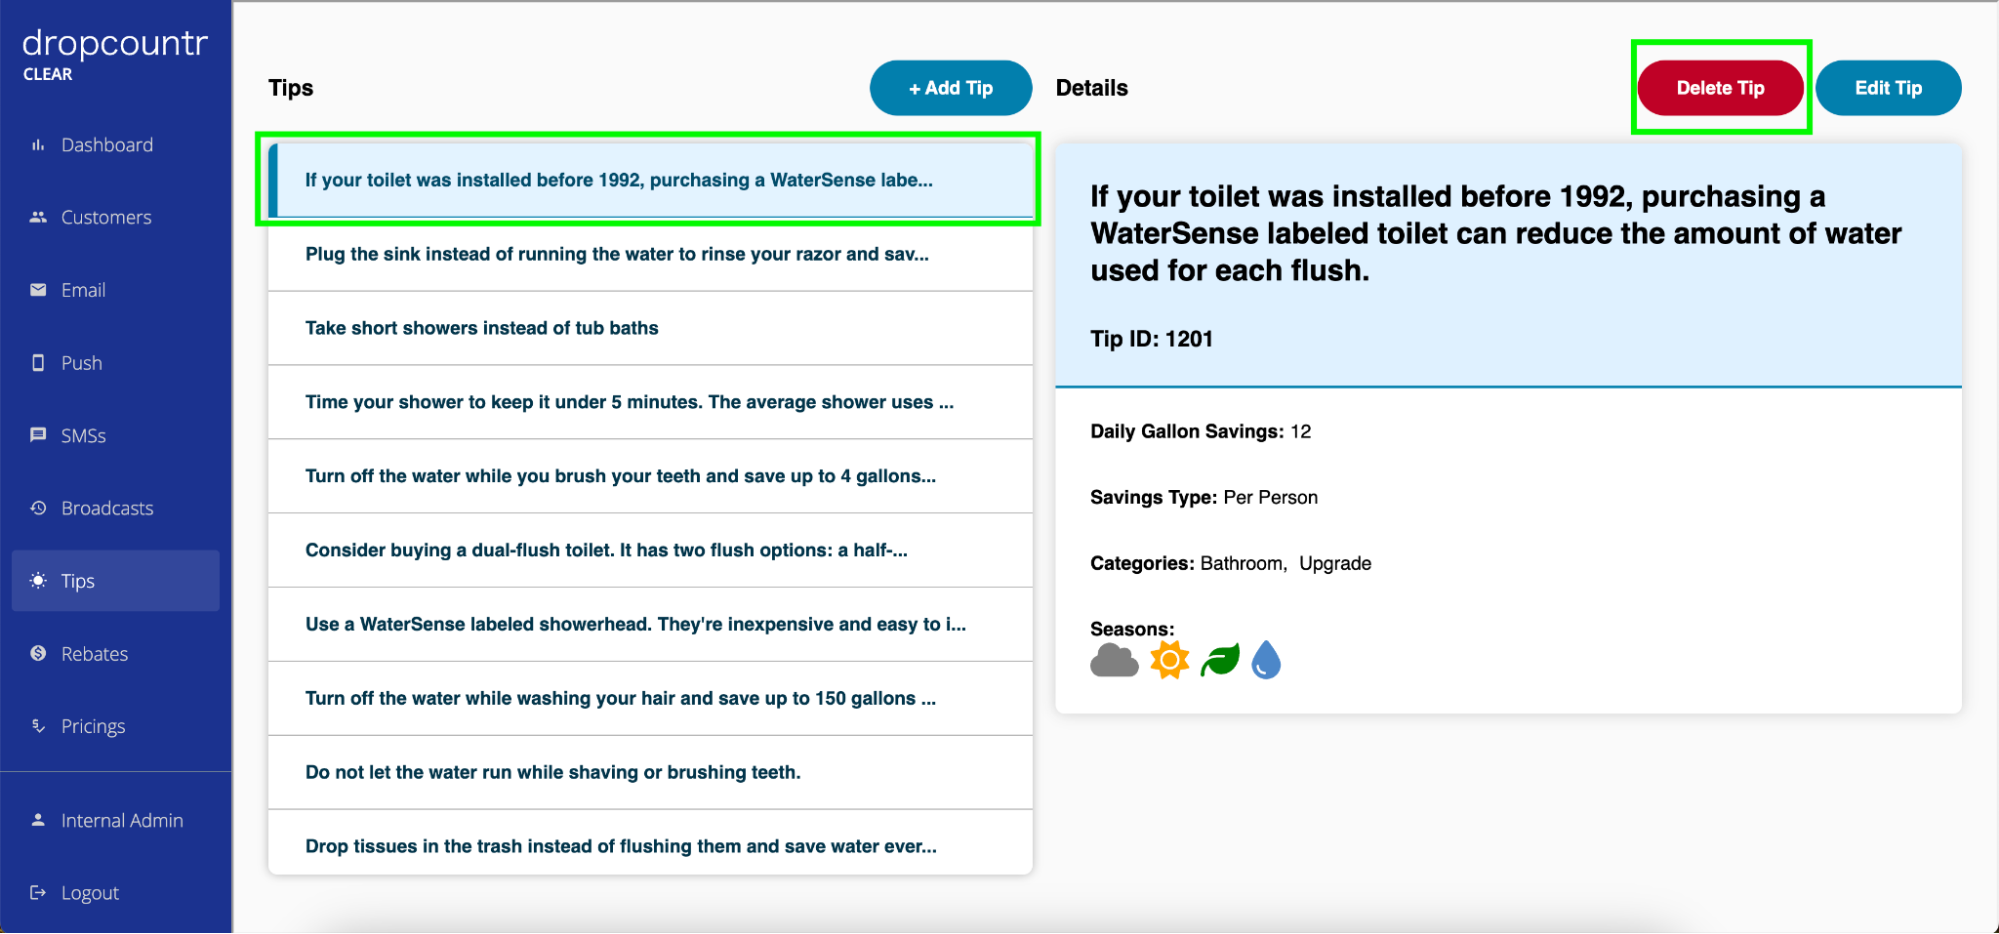 dropcountr
CLEAR
Dashboard
Customers
Email
Push
SMSs
Broadcasts
Tips
Rebates
Pricings
Internal Admin
Logout
Tips
+ Add Tip
If your toilet was installed before 1992, purchasing a WaterSense labe...
Plug the sink instead of running the water to rinse your razor and sav...
Take short showers instead of tub baths
Time your shower to keep it under 5 minutes. The average shower uses ...
Turn off the water while you brush your teeth and save up to 4 gallons...
Consider buying a dual-flush toilet. It has two flush options: a half-...
Use a WaterSense labeled showerhead. They're inexpensive and easy to i...
Turn off the water while washing your hair and save up to 150 gallons ...
Do not let the water run while shaving or brushing teeth.
Drop tissues in the trash instead of flushing them and save water ever...
Details
Delete Tip
Edit Tip
If your toilet was installed before 1992, purchasing a
WaterSense labeled toilet can reduce the amount of water
used for each flush.
Tip ID: 1201
Daily Gallon Savings: 12
Savings Type: Per Person
Categories: Bathroom, Upgrade
Seasons: